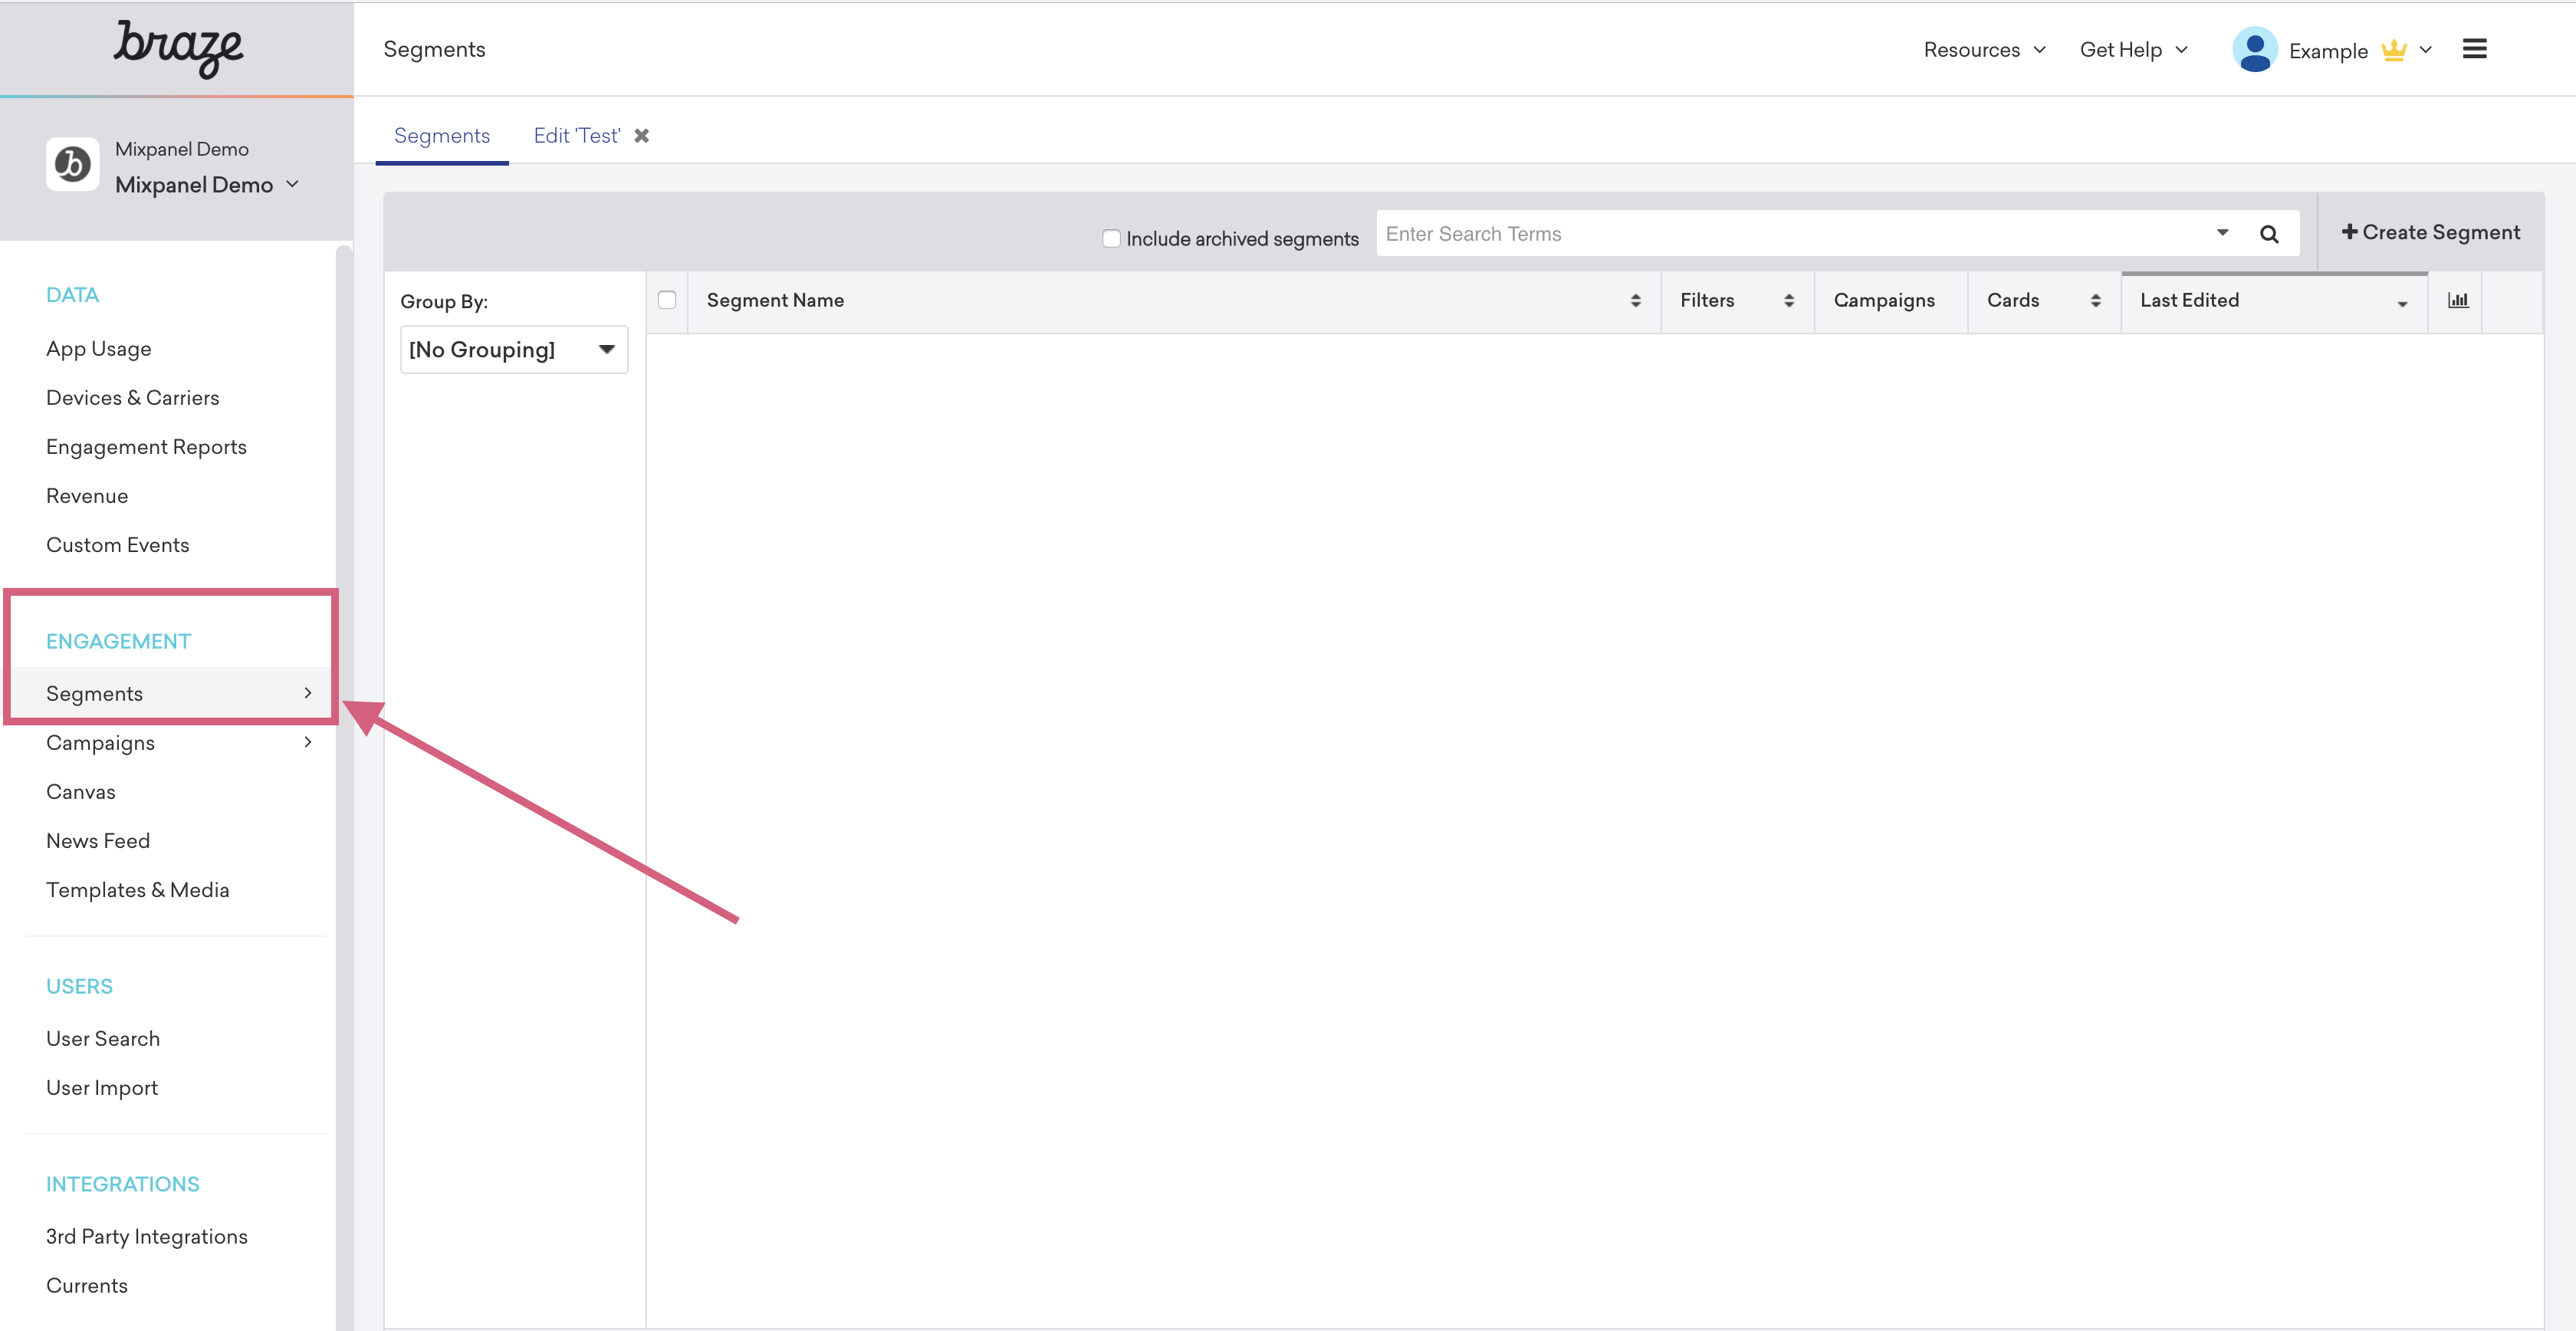 braze
Segments
Resources
Get Help
Example
Mixpanel Demo
Mixpanel Demo
Segments
Edit 'Test'
Include archived segments
Enter Search Terms
Create Segment
Group By:
[No Grouping]
Segment Name
Filters
Campaigns
Cards
Last Edited
DATA
App Usage
Devices & Carriers
Engagement Reports
Revenue
Custom Events
ENGAGEMENT
Segments
Campaigns
Canvas
News Feed
Templates & Media
USERS
User Search
User Import
INTEGRATIONS
3rd Party Integrations
Currents